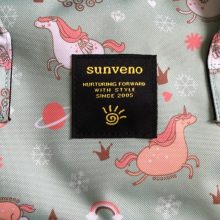 sunveno
NURTURING FORWARD
WITH STYLE
SINCE 2005